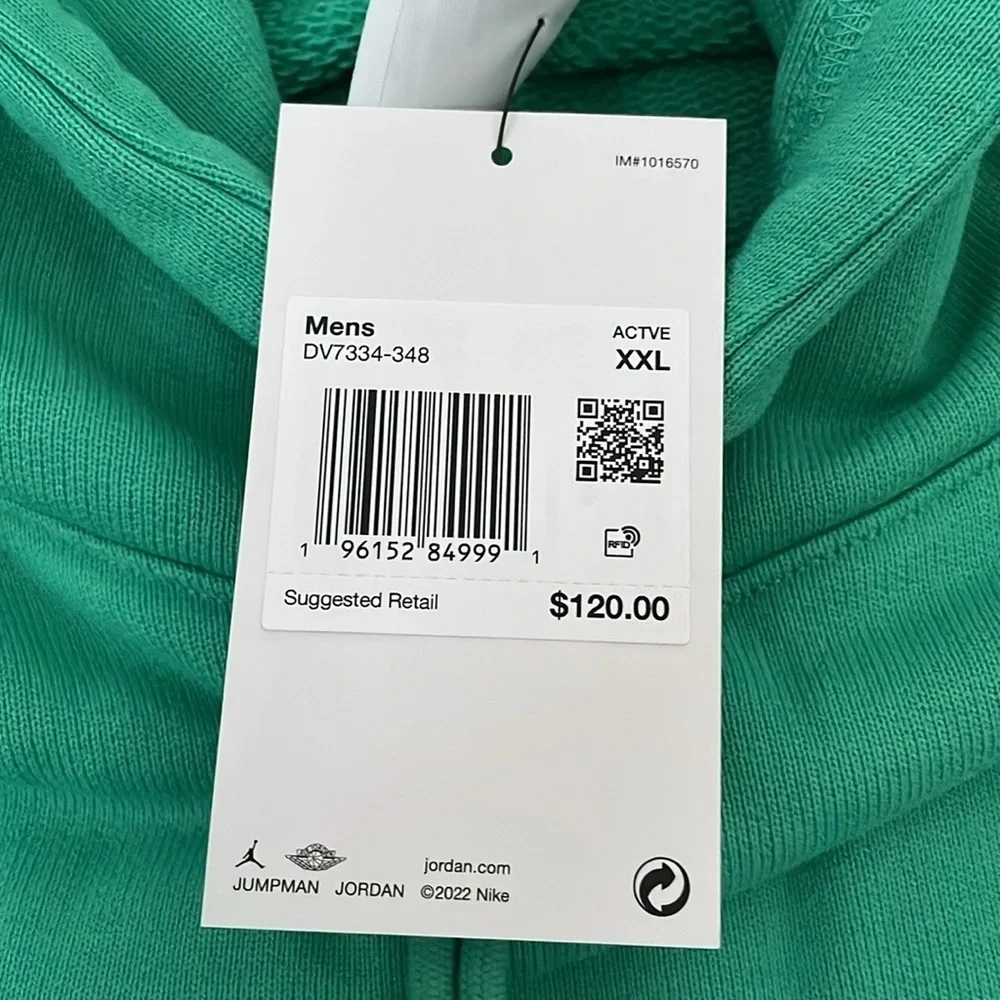 IM#1016570
Mens
DV7334-348
ACTVE
XXL
1 96152 84999 1
RFID
Suggested Retail $120.00
JUMPMAN JORDAN
jordan.com
©2022 Nike